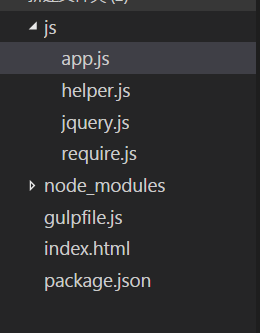 js
app.js
helper.js
jquery.js
require.js
node_modules
gulpfile.js
index.html
package.json